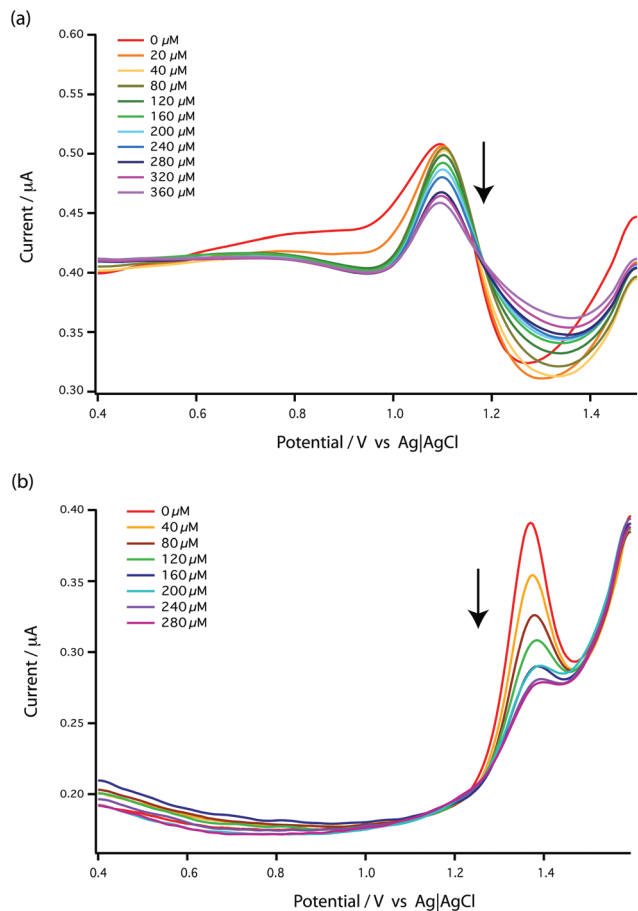 (a)
0.60
0.55
0.50
0.45
0.40
0.35
0.30
Current / µA
0 µM
20 µM
40 µM
80 µM
120 µM
160 µM
200 µM
240 µM
280 µM
320 µM
360 µM
0.4 0.6 0.8 1.0 1.2 1.4
Potential / V vs Ag|AgCl
(b)
0.40
0.35
0.30
0.25
0.20
Current / µA
0 µM
40 µM
80 µM
120 µM
160 µM
200 µM
240 µM
280 µM
0.4 0.6 0.8 1.0 1.2 1.4
Potential / V vs Ag|AgCl